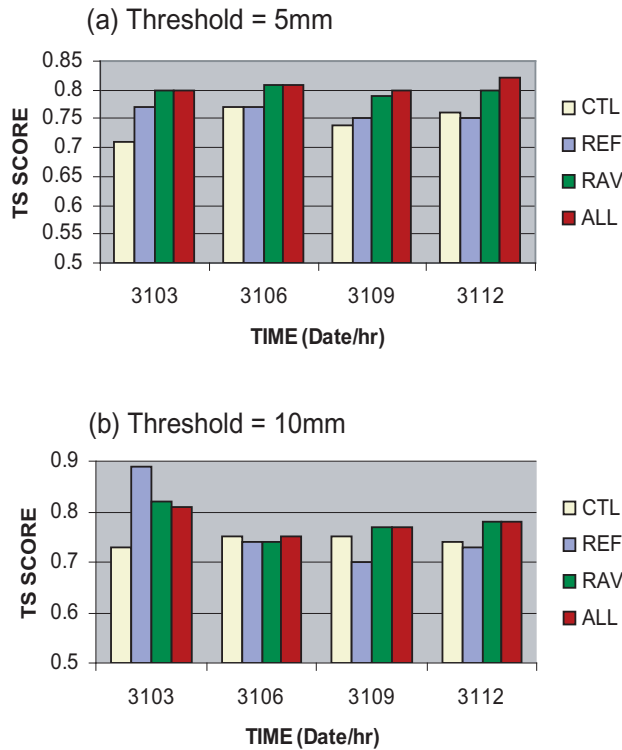 (a) Threshold = 5mm
TS SCORE
0.85
0.8
0.75
0.7
0.65
0.6
0.55
0.5
3103 3106 3109 3112
TIME (Date/hr)
CTL
REF
RAV
ALL
(b) Threshold = 10mm
TS SCORE
0.9
0.8
0.7
0.6
0.5
3103 3106 3109 3112
TIME (Date/hr)
CTL
REF
RAV
ALL